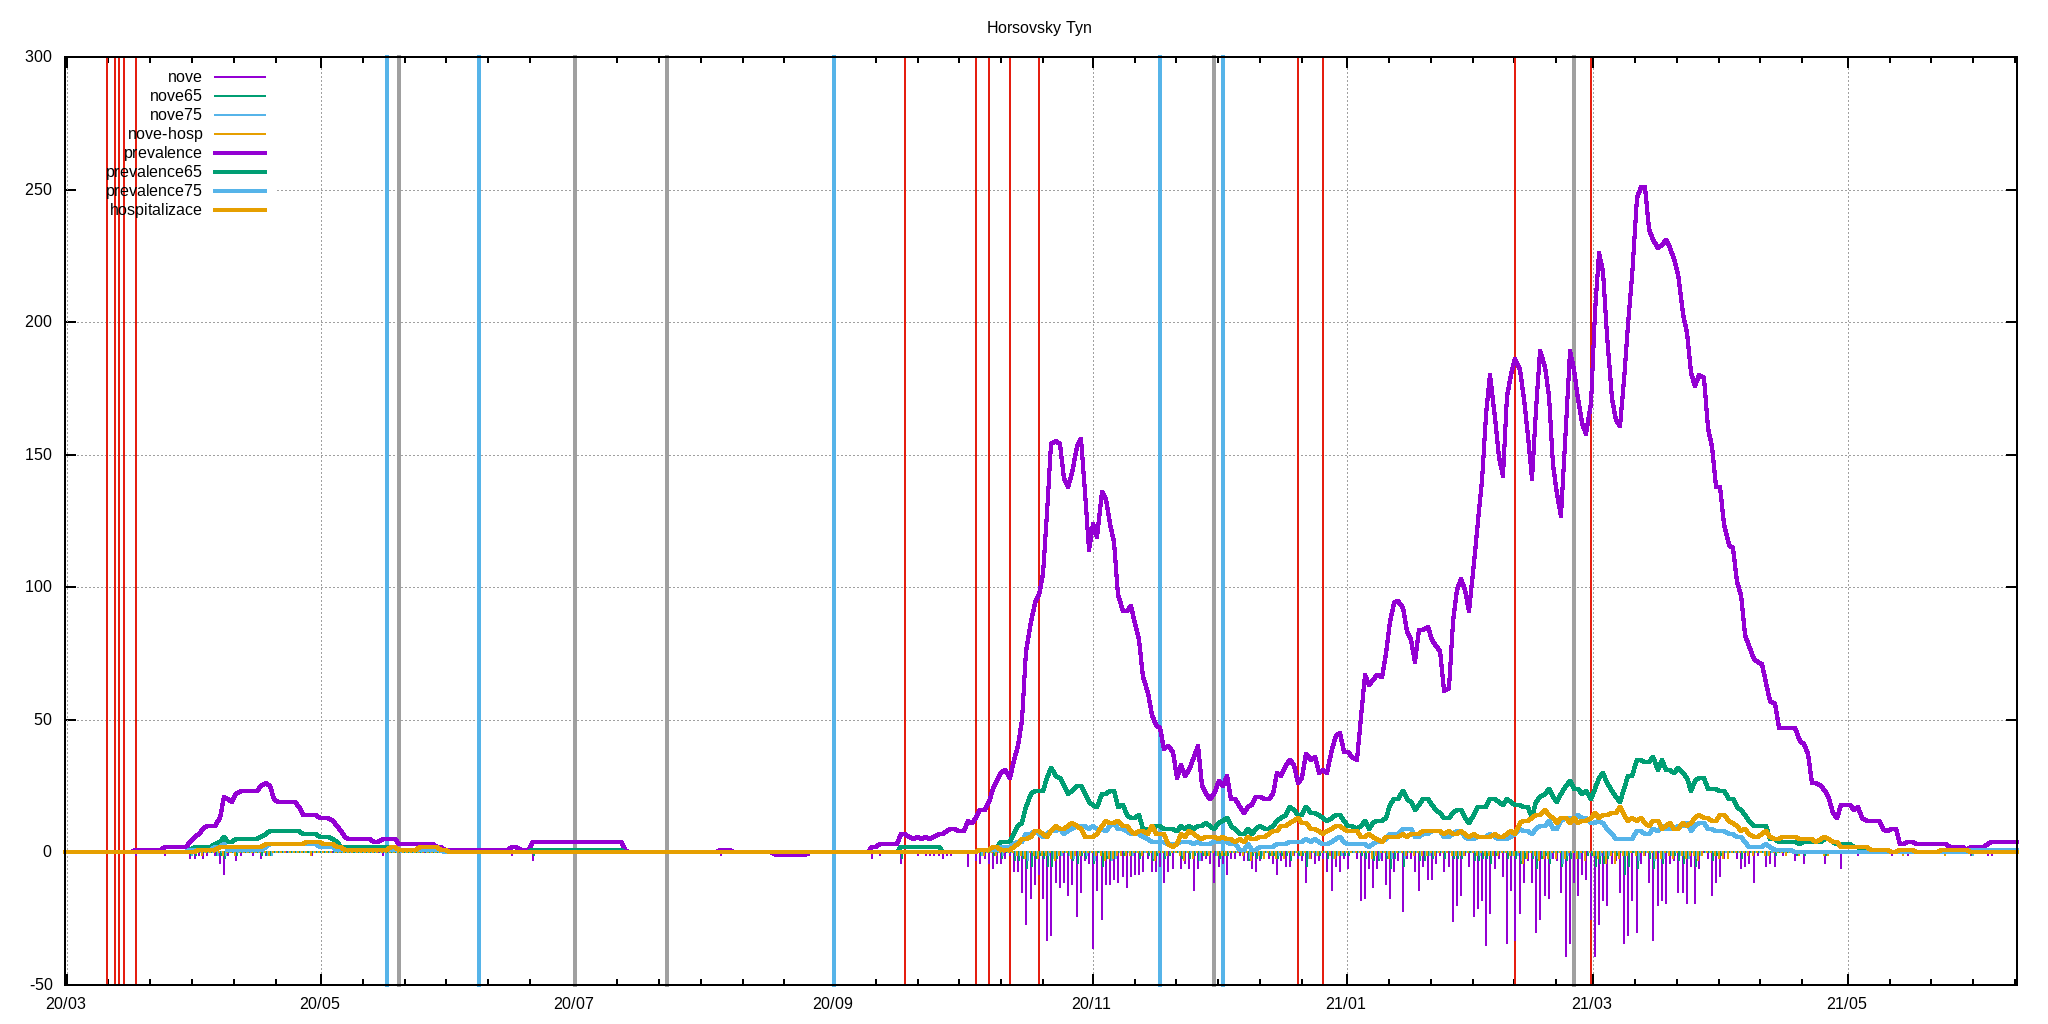 Horsovsky Tyn
300
250
200
150
100
50
0
-50
nove
nove65
nove75
nove-hosp
prevalence
prevalence65
prevalence75
hospitalizace
20/03 20/05 20/07 20/09 20/11 21/01 21/03 21/05